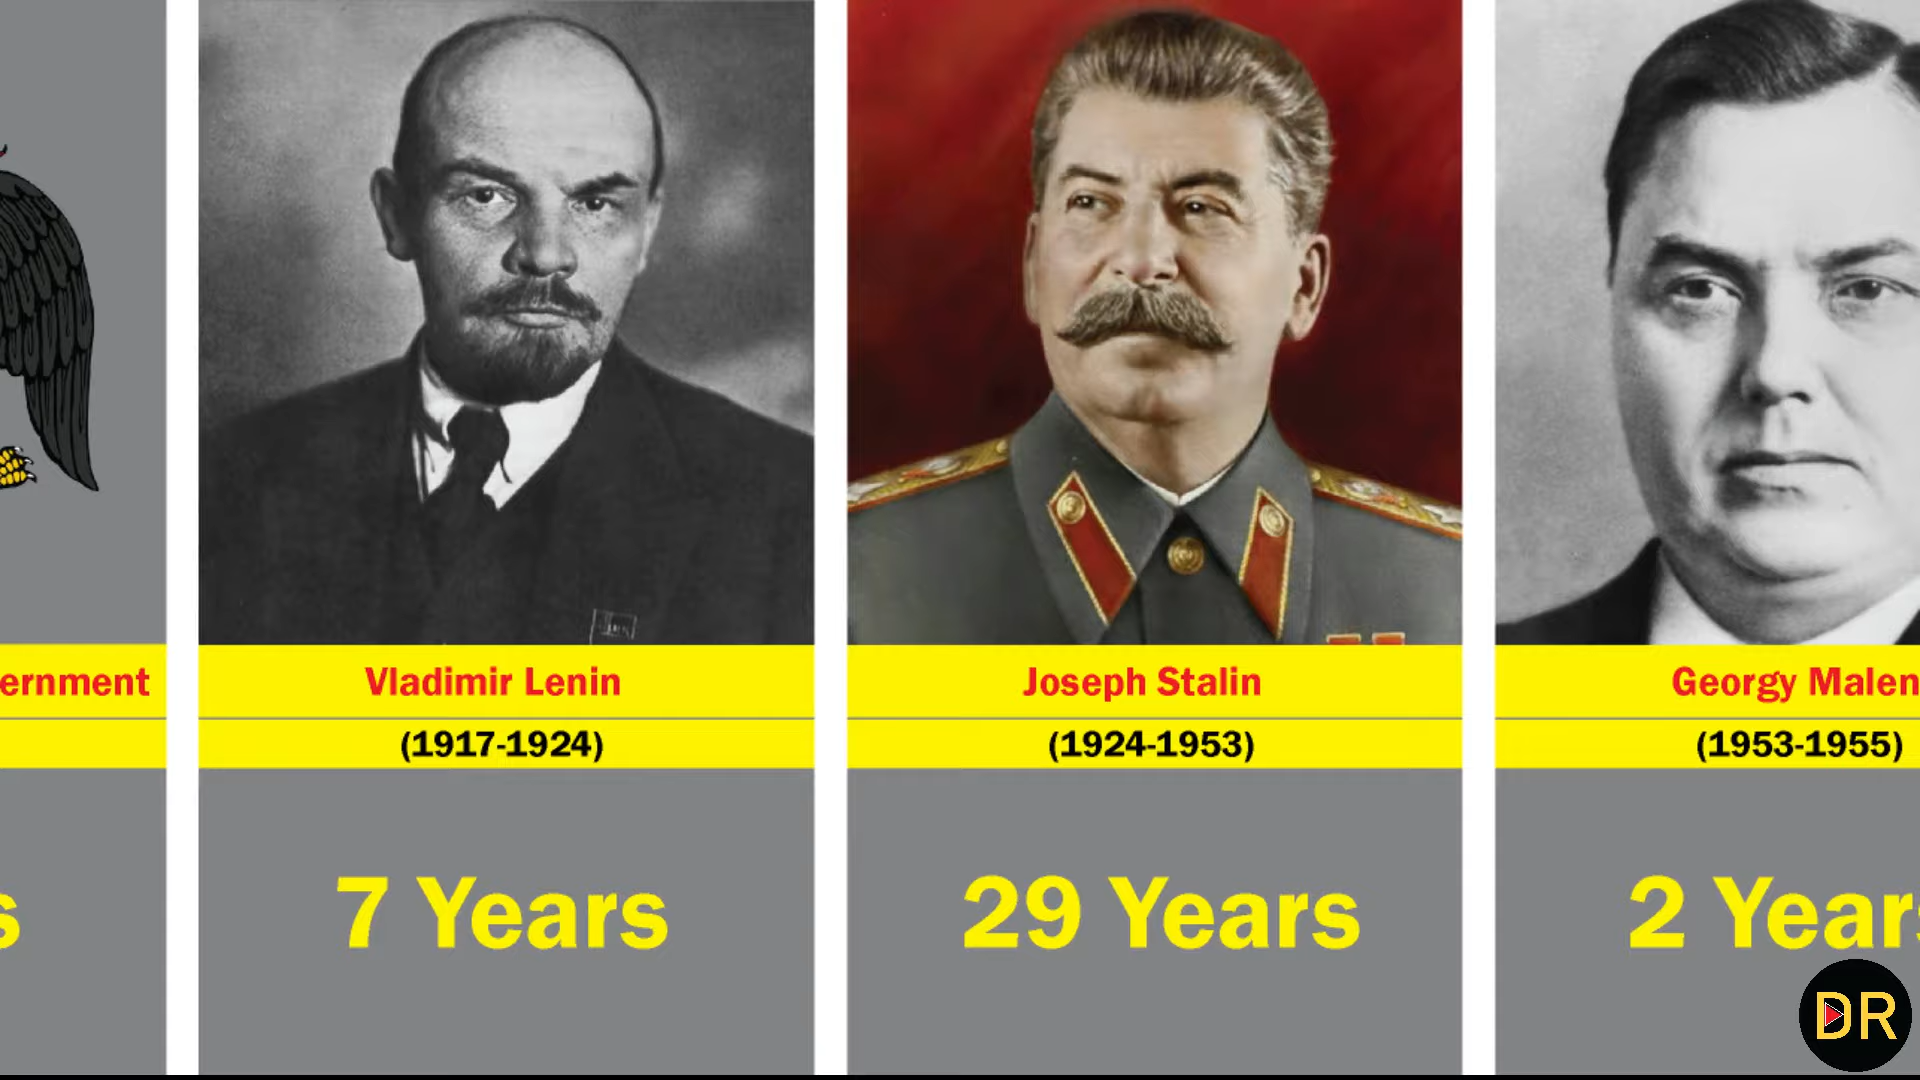 ernment
s
Vladimir Lenin
(1917-1924)
7 Years
Joseph Stalin
(1924-1953)
29 Years
Georgy Malen
(1953-1955)
2 Years
DR